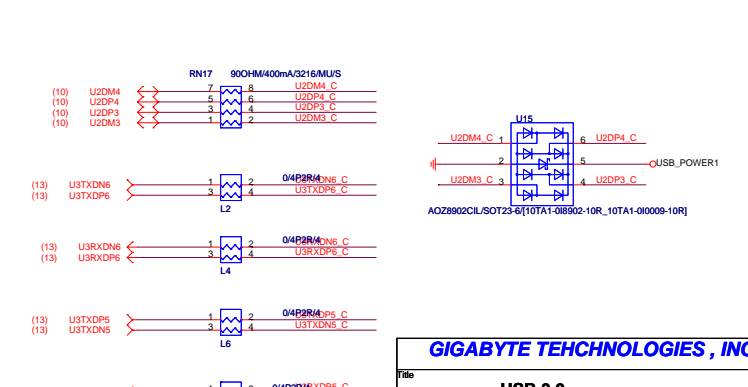 RN17 90OHM/400mA/3216/MU/S
(10) U2DM4 7 8 U2DM4_C
(10) U2DP4 5 6 U2DP4_C
(10) U2DP3 3 4 U2DP3_C
(10) U2DM3 1 2 U2DM3_C
U15
U2DM4_C 1 6 U2DP4_C
2 5 USB_POWER1
U2DM3_C 3 4 U2DP3_C
AOZ8902CIL/SOT23-6/[10TA1-0I8902-10R_10TA1-0I0009-10R]
0/4P2R/4
(13) U3TXDN6 1 2 U3TXDN6_C
(13) U3TXDP6 3 4 U3TXDP6_C
L2
0/4P2R/4
(13) U3RXDN6 1 2 U3RXDN6_C
(13) U3RXDP6 3 4 U3RXDP6_C
L4
0/4P2R/4
(13) U3TXDP5 1 2 U3TXDP5_C
(13) U3TXDN5 3 4 U3TXDN5_C
L6
GIGABYTE TEHCHNOLOGIES , INC
Title